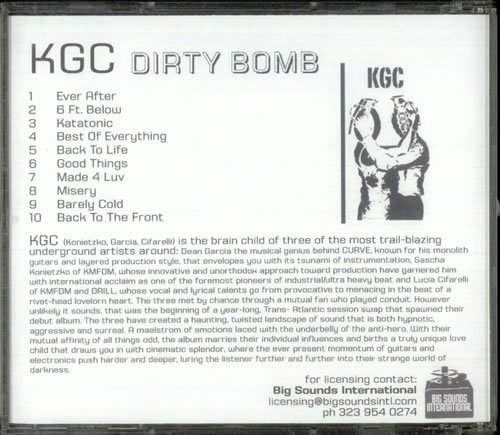 KGC DIRTY BOMB
1 Ever After
2 6 Ft. Below
3 Katatonic
4 Best Of Everything
5 Back To Life
6 Good Things
7 Made 4 Luv
8 Misery
9 Barely Cold
10 Back To The Front
KGC
KGC (Konietzko, Garcia, Cifarelli) is the brain child of three of the most trail-blazing
underground artists around: Dean Garcia the musical genius behind CURVE, known for his monolith
guitars and layered production style, that envelopes you with its tsunami of instrumentation, Sascha
Konietzko of KMFDM, whose innovative and unorthodox approach toward production have garnered him
with international acclaim as one of the foremost pioneers of industrial/ultra heavy beat and Lucia Cifarelli
of KMFDM and DRILL, whose vocal and lyrical talents go from provocative to menacing in the beat of a
rivet-head lovelorn heart. The three met by chance through a mutual fan who played conduit. However
unlikely it sounds, that was the beginning of a year-long, Trans- Atlantic session swap that spawned their
debut album. The three have created a haunting, twisted landscape of sound that is both hypnotic,
aggressive and surreal. A maelstrom of emotions laced with the underbelly of the anti-hero. With their
mutual affinity of all things odd, the album marries their individual influences and births a truly unique love
child that draws you in with cinematic splendor, where the ever present momentum of guitars and
electronics push harder and deeper, luring the listener further and further into their strange world of
darkness.
for licensing contact:
Big Sounds International
licensing@bigsoundsintl.com
ph 323 954 0274
BIG SOUNDS
INTERNATIONAL